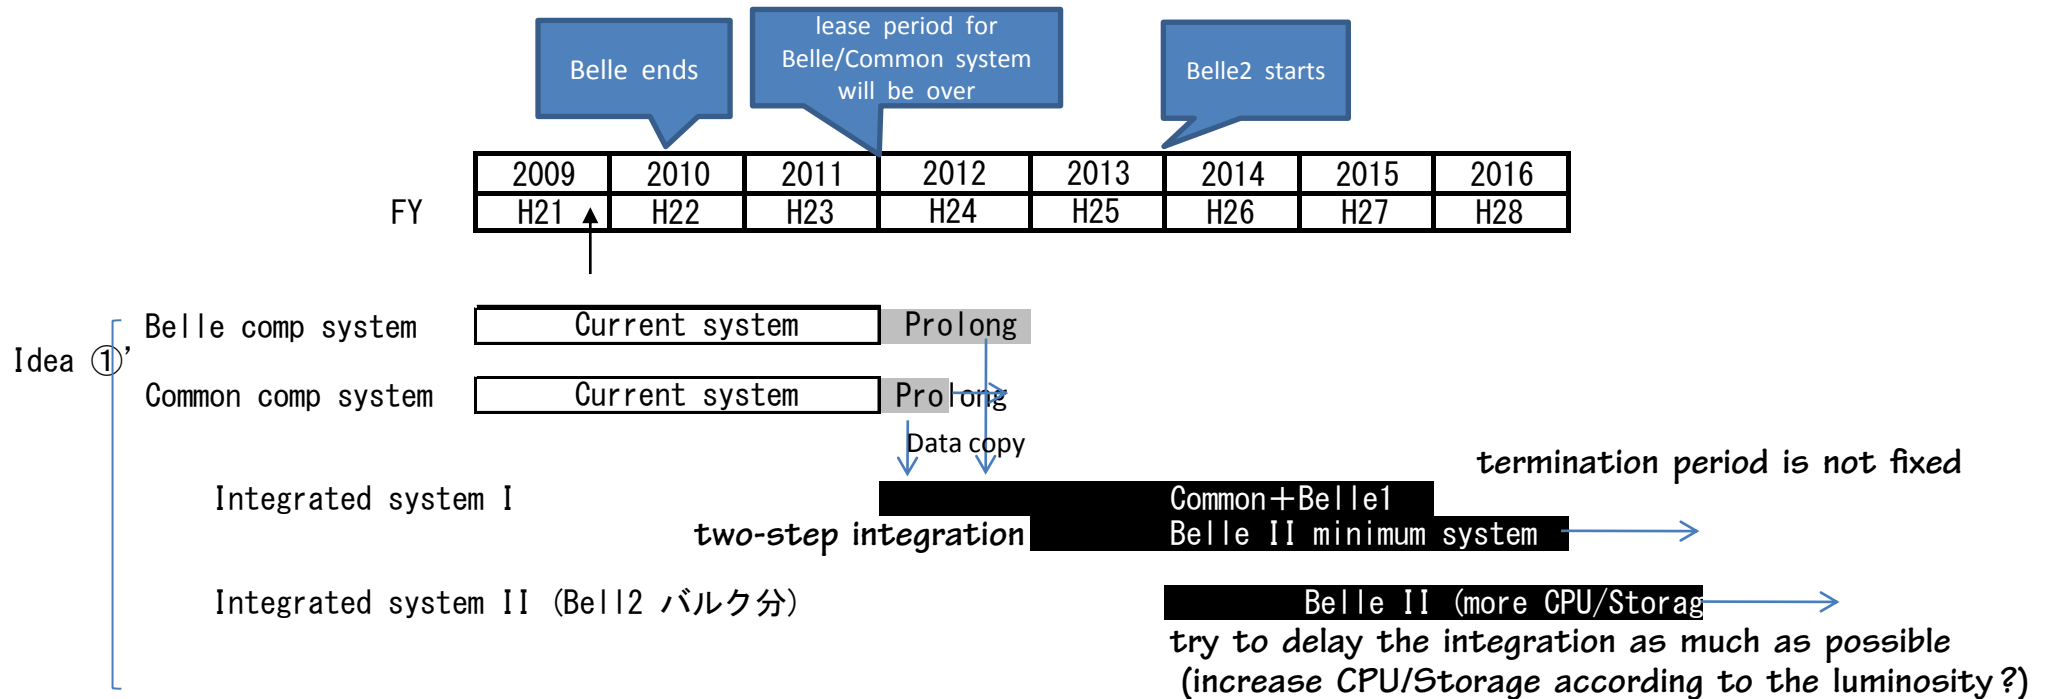 Belle ends
lease period for
Belle/Common system
will be over
Belle2 starts
2009 2010 2011 2012 2013 2014 2015 2016
FY H21 H22 H23 H24 H25 H26 H27 H28
Belle comp system Current system Prolong
Idea ①’
Common comp system Current system Prolong
Data copy
termination period is not fixed
Integrated system I Common＋Belle1
two-step integration Belle II minimum system
Integrated system II (Bell2 バルク分) Belle II (more CPU/Storag
try to delay the integration as much as possible
(increase CPU/Storage according to the luminosity?)